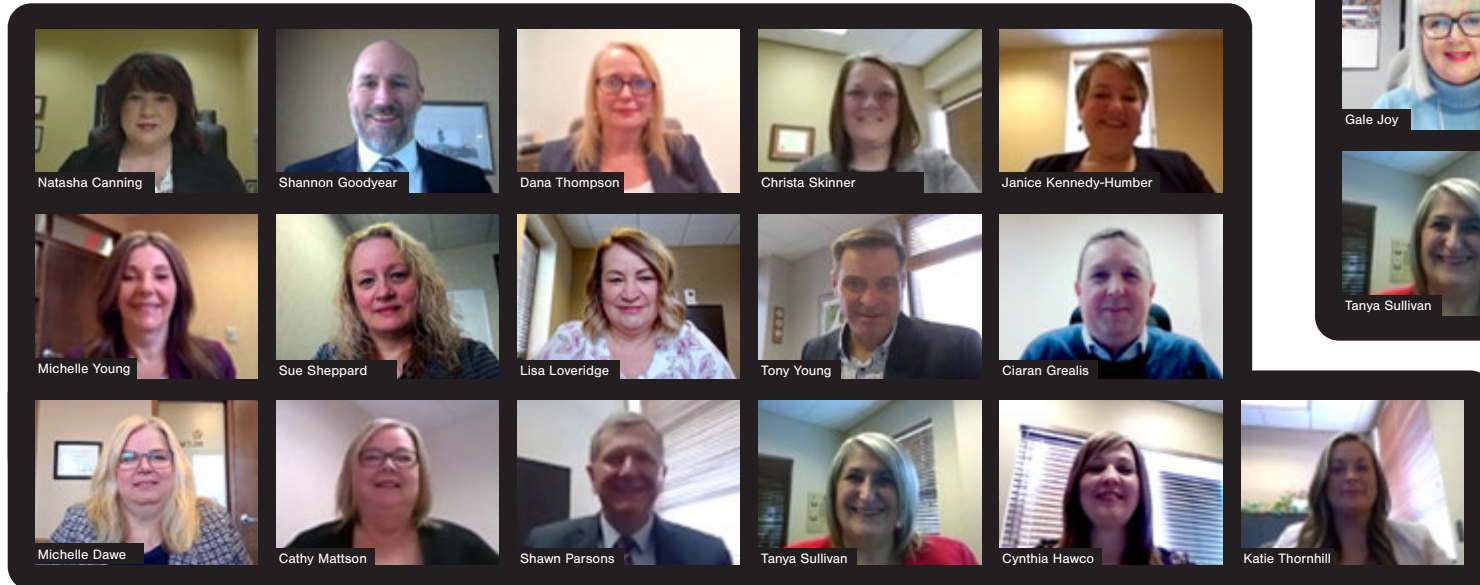 Natasha Canning
Shannon Goodyear
Dana Thompson
Christa Skinner
Janice Kennedy-Humber
Michelle Young
Sue Sheppard
Lisa Loveridge
Tony Young
Ciaran Grealis
Michelle Dawe
Cathy Mattson
Shawn Parsons
Tanya Sullivan
Cynthia Hawco
Katie Thornhill
Gale Joy
Tanya Sullivan